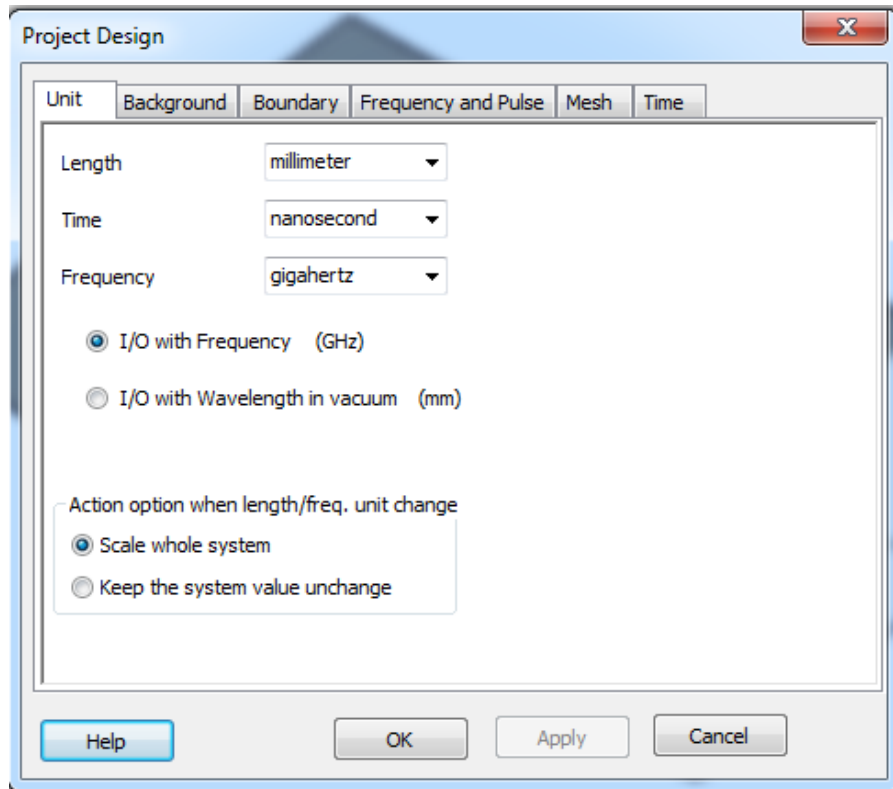 Project Design
Unit Background Boundary Frequency and Pulse Mesh Time
Length millimeter
Time nanosecond
Frequency gigahertz
I/O with Frequency (GHz)
I/O with Wavelength in vacuum (mm)
Action option when length/freq. unit change
Scale whole system
Keep the system value unchange
Help OK Apply Cancel